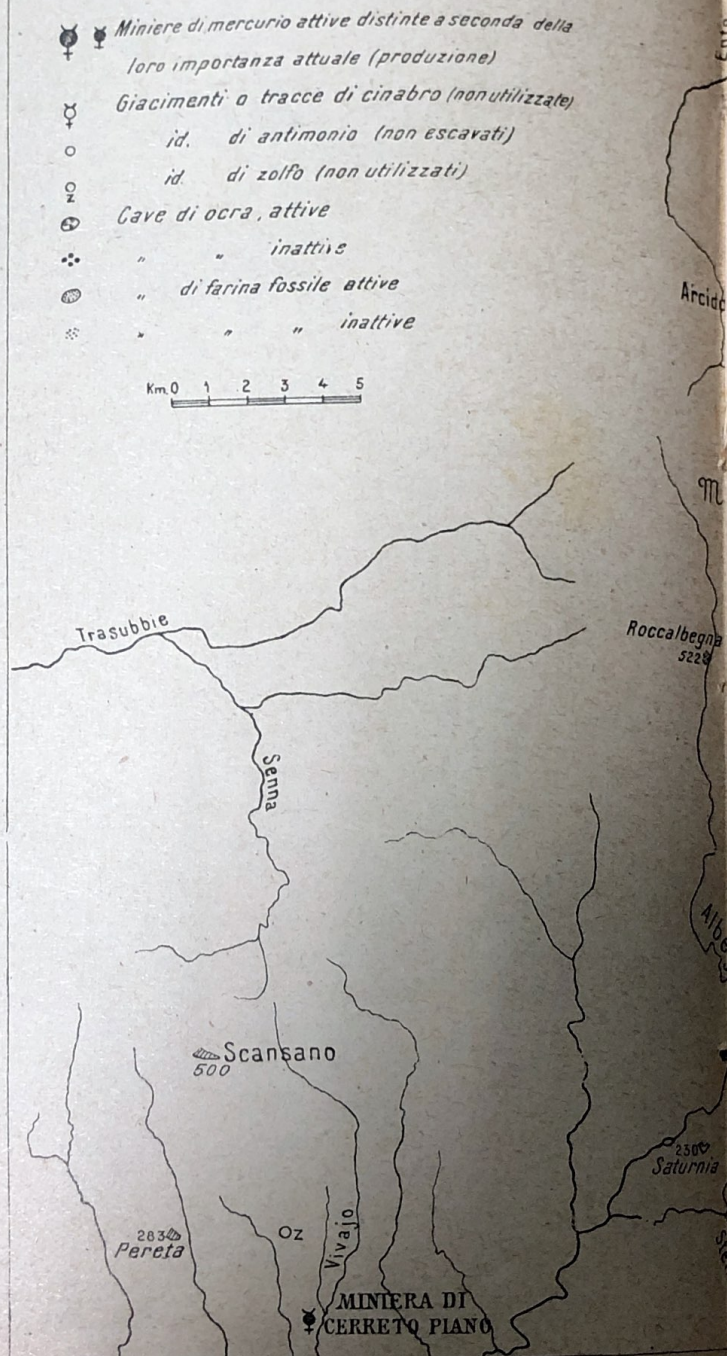 Miniere di mercurio attive distinte a seconda della
loro importanza attuale (produzione)
Giacimenti o tracce di cinabro (non utilizzate)
id. di antimonio (non escavati)
id. di zolfo (non utilizzati)
Z
Cave di ocra, attive
„ „ inattive
„ di farina fossile attive
„ „ „ inattive
Km. 0 1 2 3 4 5
Arcid
M
Trasubbie
Roccalbegna
522
Senna
Albe
Scansano
500
230
Saturnia
283
Pereta
OZ
Vivajo
MINIERA DI
CERRETO PIANO